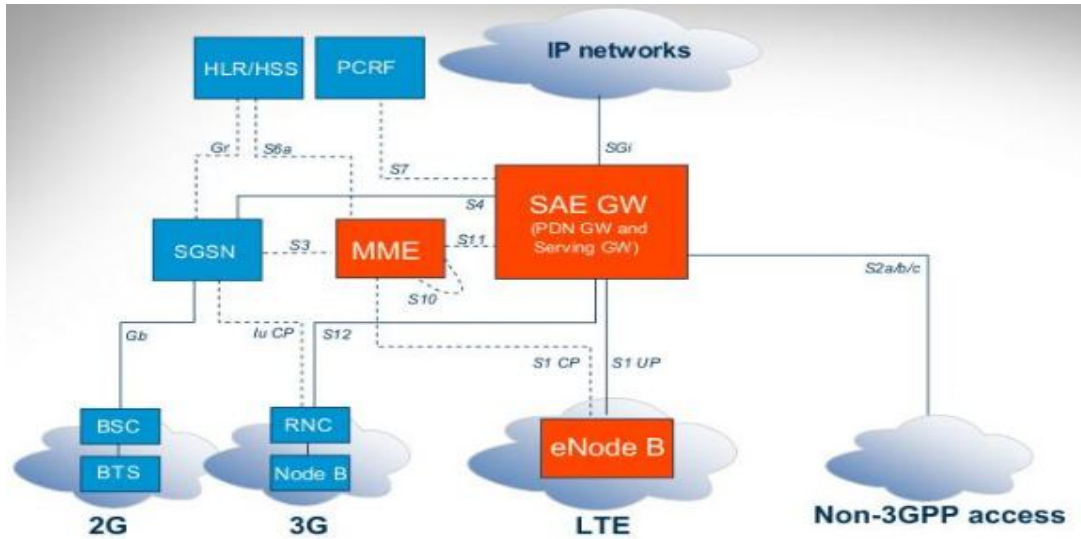 IP networks
HLR/HSS
PCRF
Gr
S6a
S7
SGi
S4
SAE GW
(PDN GW and
Serving GW)
SGSN
S3
MME
S11
S10
S2a/b/c
Gb
Iu CP
S12
S1 CP
S1 UP
BSC
BTS
RNC
Node B
eNode B
2G
3G
LTE
Non-3GPP access